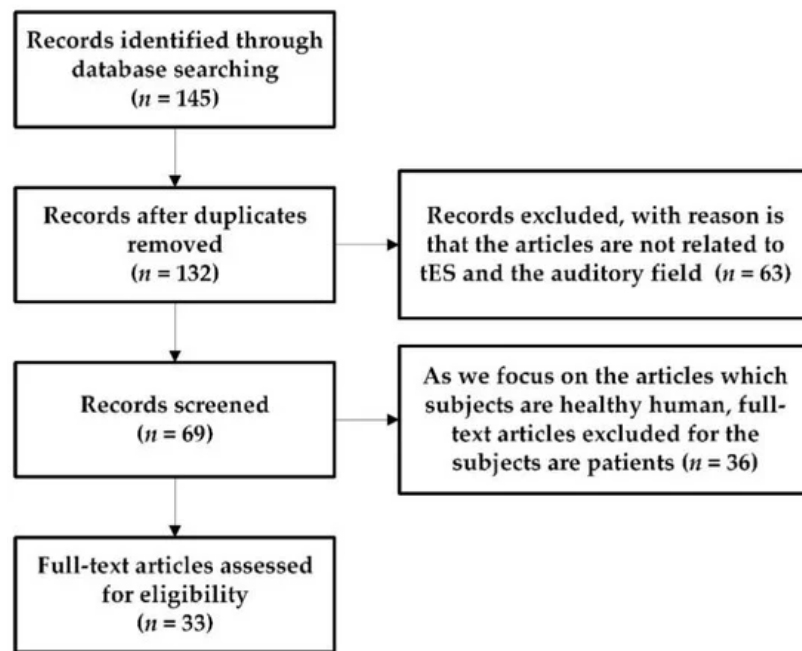 Records identified through
database searching
(n = 145)
Records after duplicates
removed
(n = 132)
Records excluded, with reason is
that the articles are not related to
tES and the auditory field (n = 63)
Records screened
(n = 69)
As we focus on the articles which
subjects are healthy human, full-
text articles excluded for the
subjects are patients (n = 36)
Full-text articles assessed
for eligibility
(n = 33)